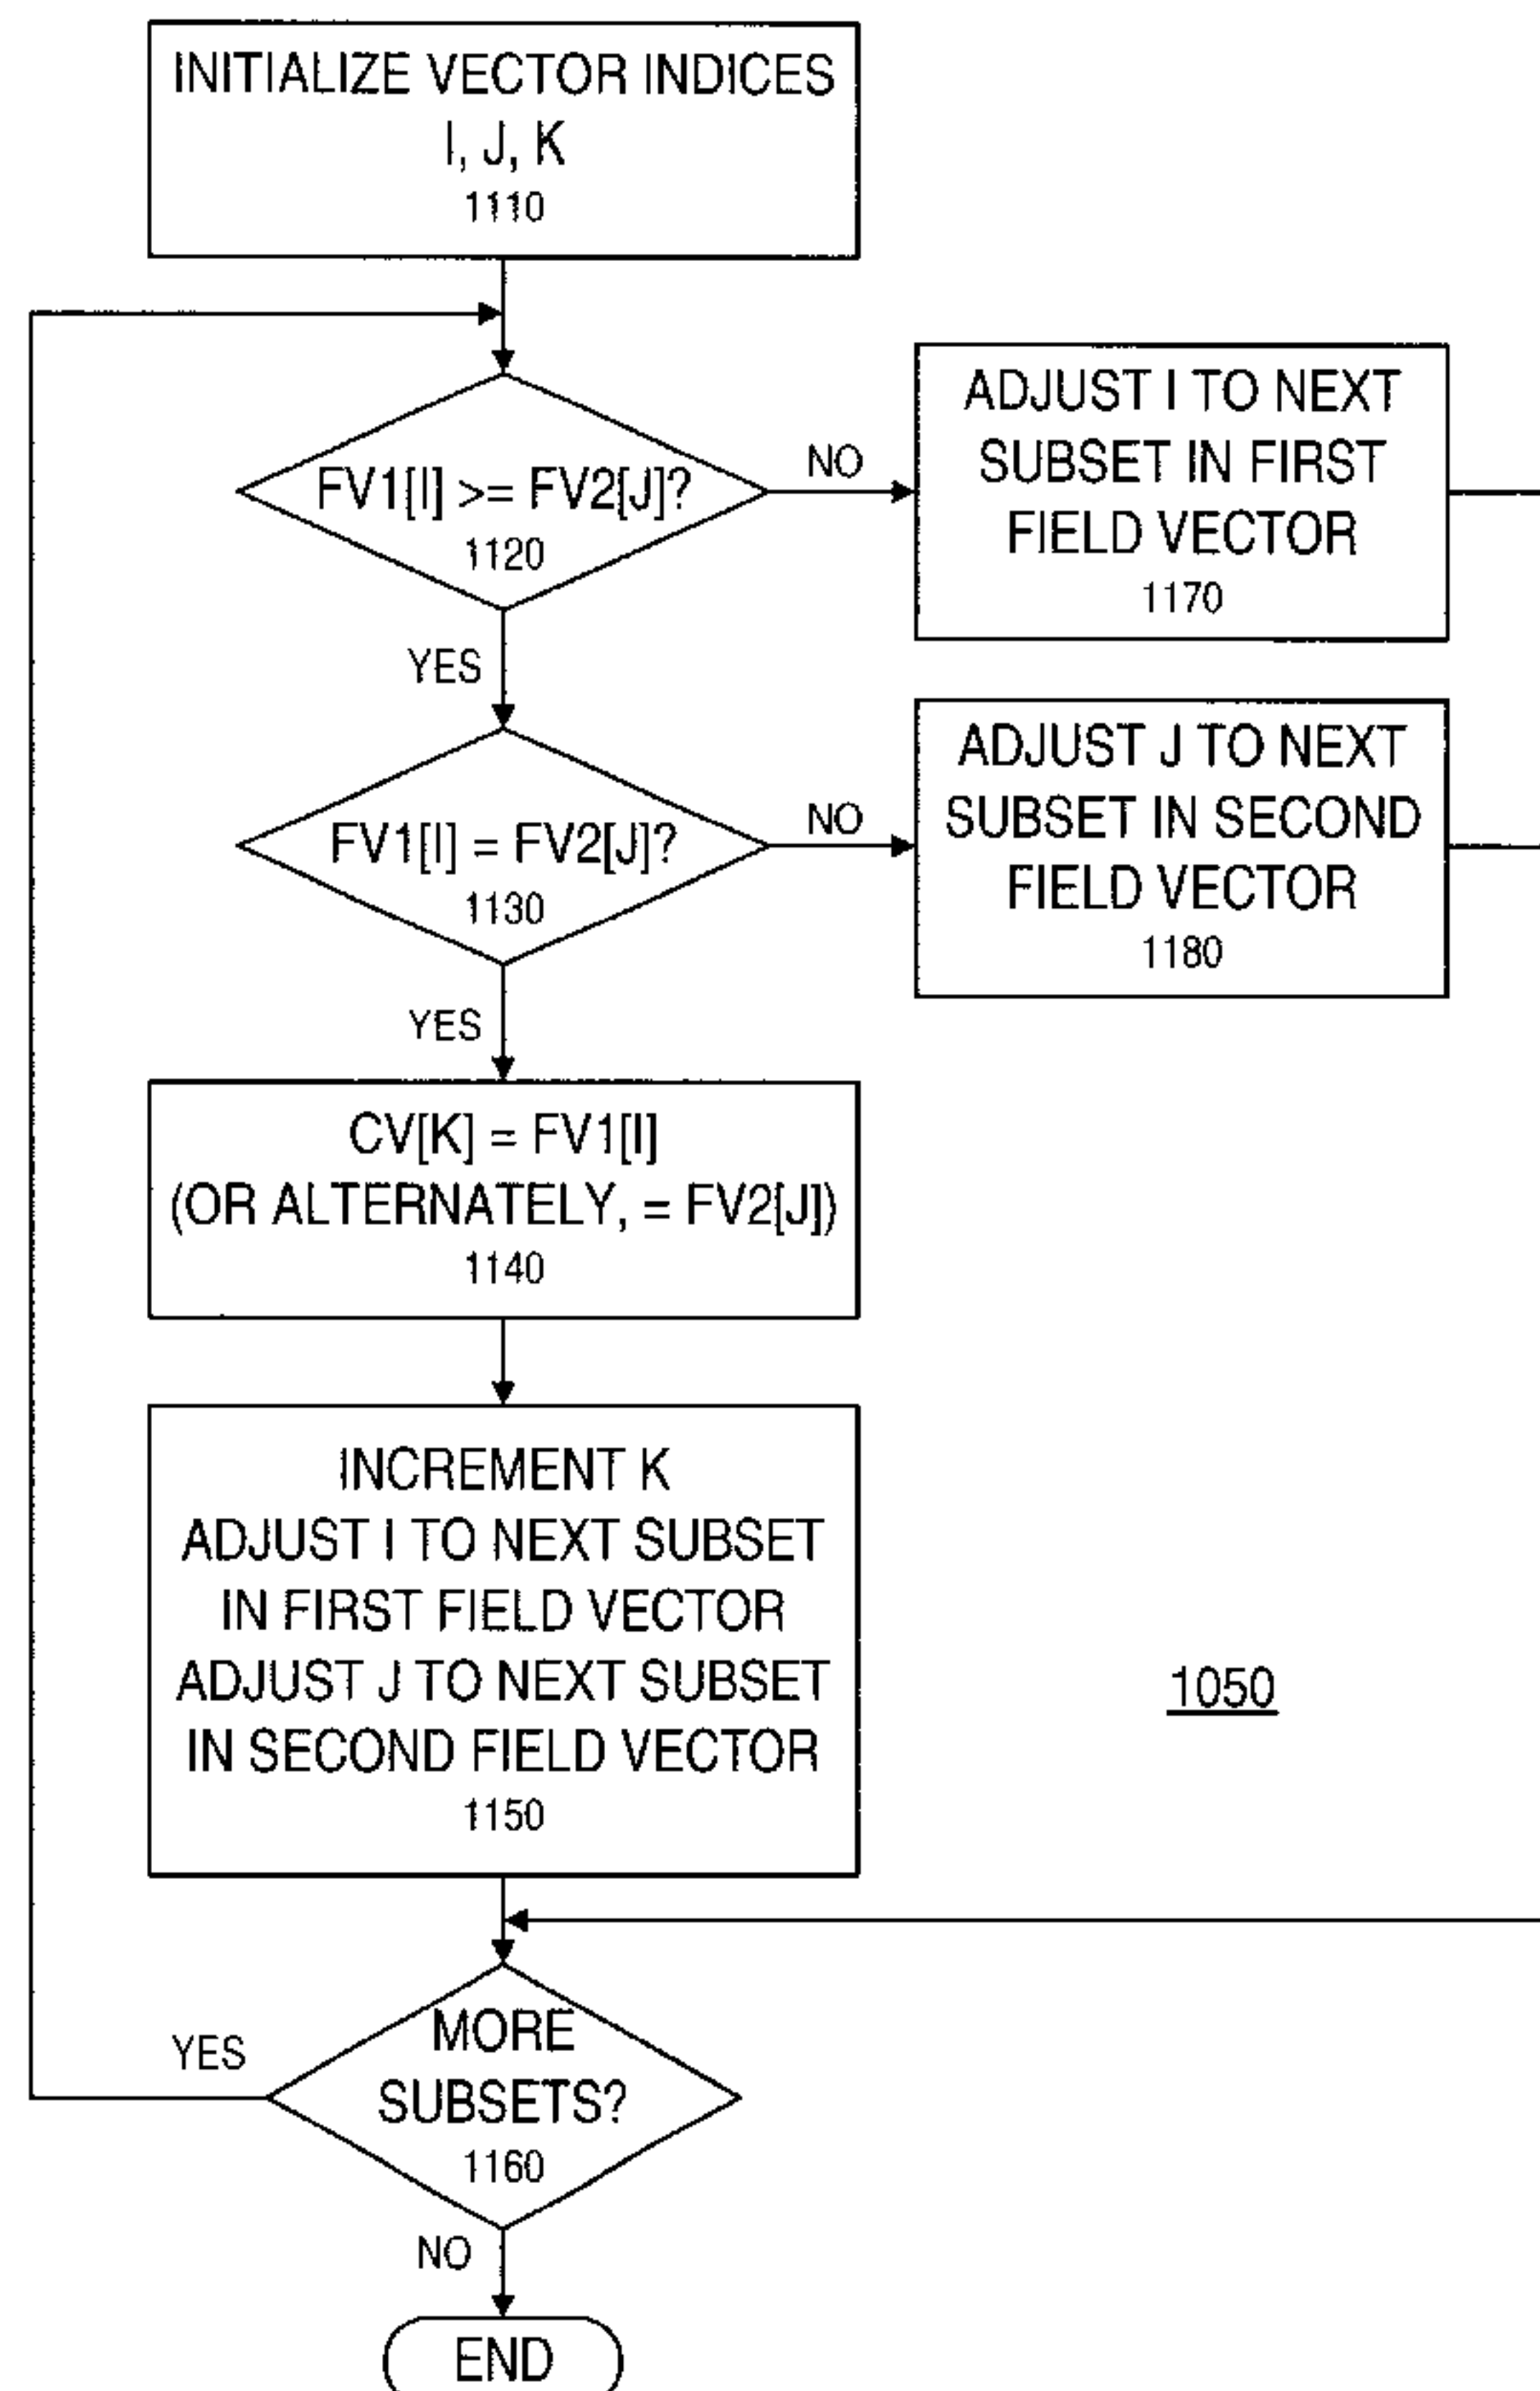 INITIALIZE VECTOR INDICES
I, J, K
1110
FV1[I] >= FV2[J]?
1120
NO
ADJUST I TO NEXT
SUBSET IN FIRST
FIELD VECTOR
1170
YES
FV1[I] = FV2[J]?
1130
NO
ADJUST J TO NEXT
SUBSET IN SECOND
FIELD VECTOR
1180
YES
CV[K] = FV1[I]
(OR ALTERNATELY, = FV2[J])
1140
INCREMENT K
ADJUST I TO NEXT SUBSET
IN FIRST FIELD VECTOR
ADJUST J TO NEXT SUBSET
IN SECOND FIELD VECTOR
1150
1050
MORE
SUBSETS?
1160
YES
NO
END